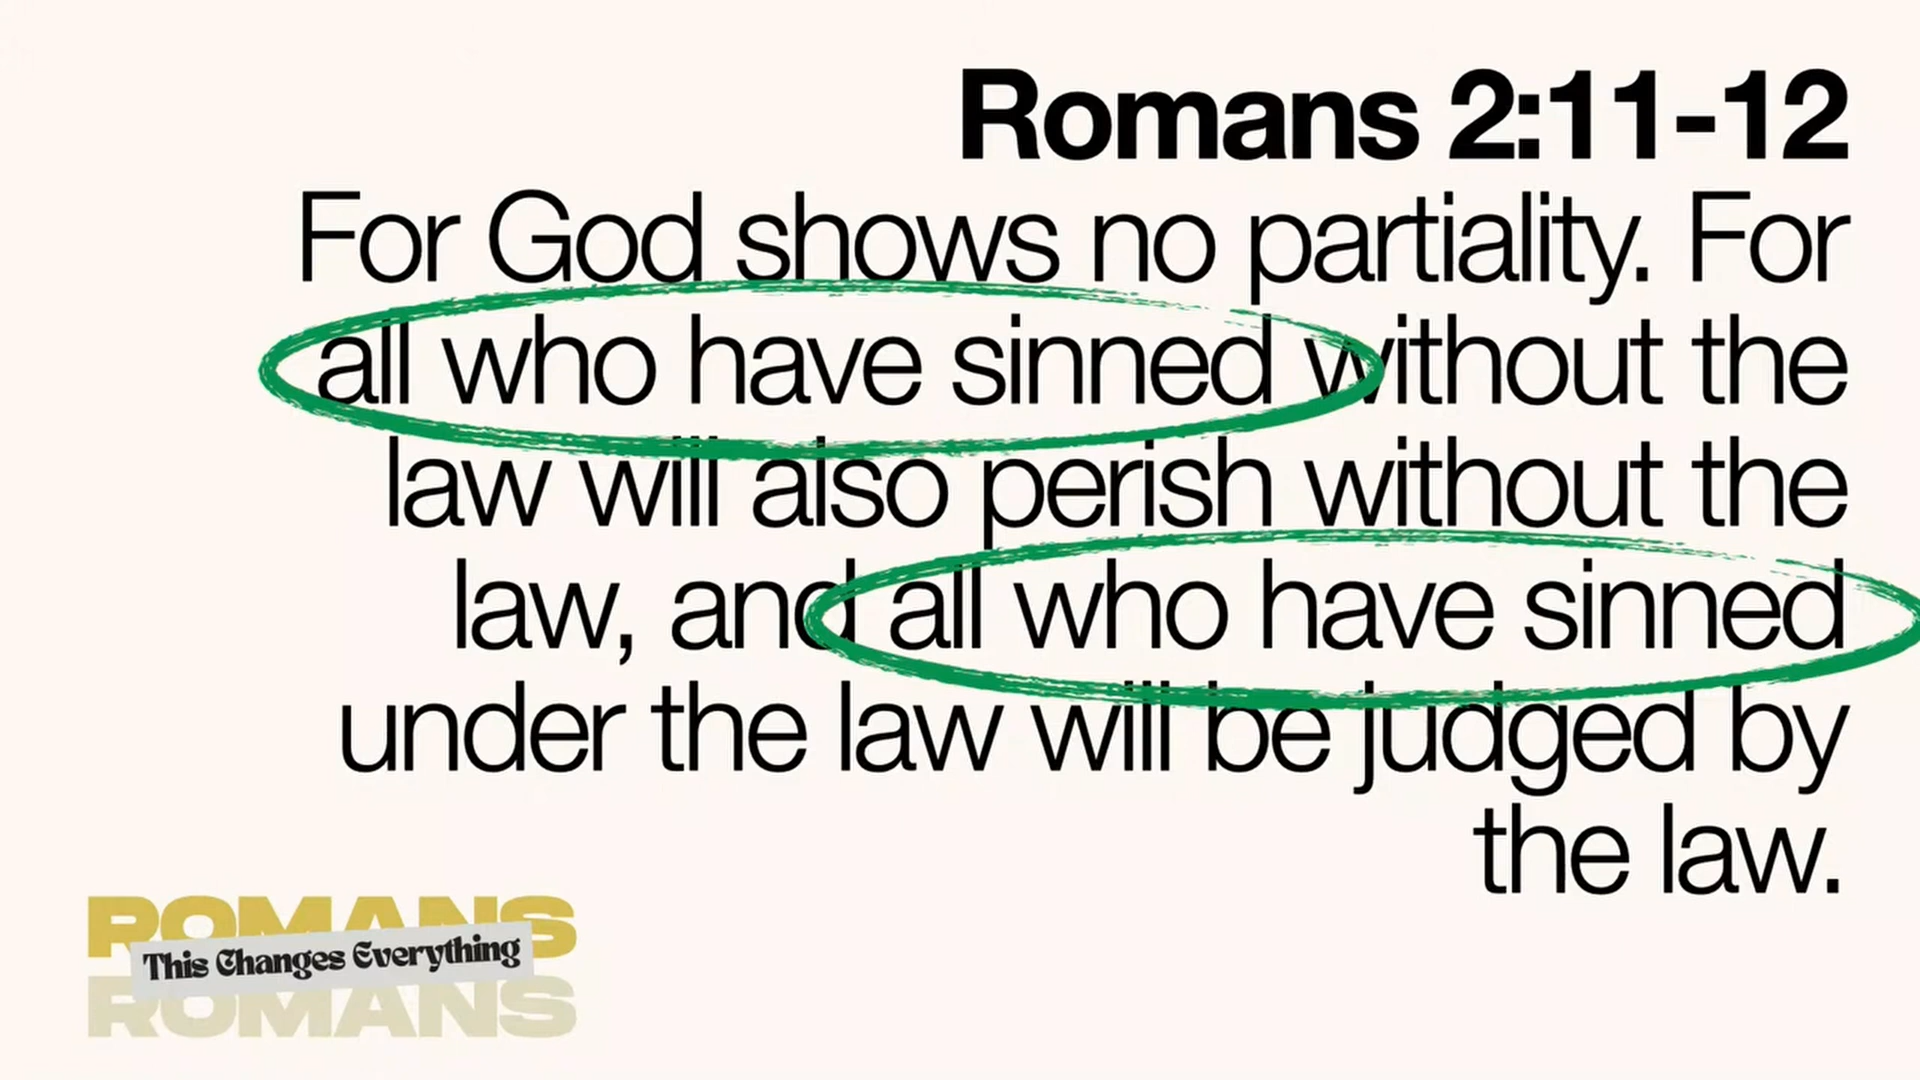 Romans 2:11-12
For God shows no partiality. For
all who have sinned without the
law will also perish without the
law, and all who have sinned
under the law will be judged by
the law.
ROMANS
This Changes Everything
ROMANS